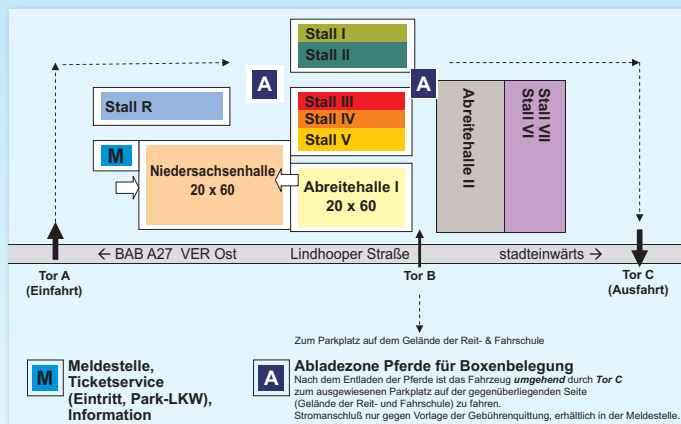 Stall I
Stall II
A
A
Stall R
Stall III
Stall IV
Stall V
Abreitehalle II
Stall VII
Stall VI
M
Niedersachsenhalle
20 x 60
Abreitehalle I
20 x 60
← BAB A27 VER Ost
Lindhooper Straße
stadteinwärts →
Tor A
(Einfahrt)
Tor B
Tor C
(Ausfahrt)
Zum Parkplatz auf dem Gelände der Reit- & Fahrschule
M
Meldestelle,
Ticketservice
(Eintritt, Park-LKW),
Information
A
Abladezone Pferde für Boxenbelegung
Nach dem Entladen der Pferde ist das Fahrzeug umgehend durch Tor C
zum ausgewiesenen Parkplatz auf der gegenüberliegenden Seite
(Gelände der Reit- und Fahrschule) zu fahren.
Stromanschluß nur gegen Vorlage der Gebührenquittung, erhältlich in der Meldestelle.